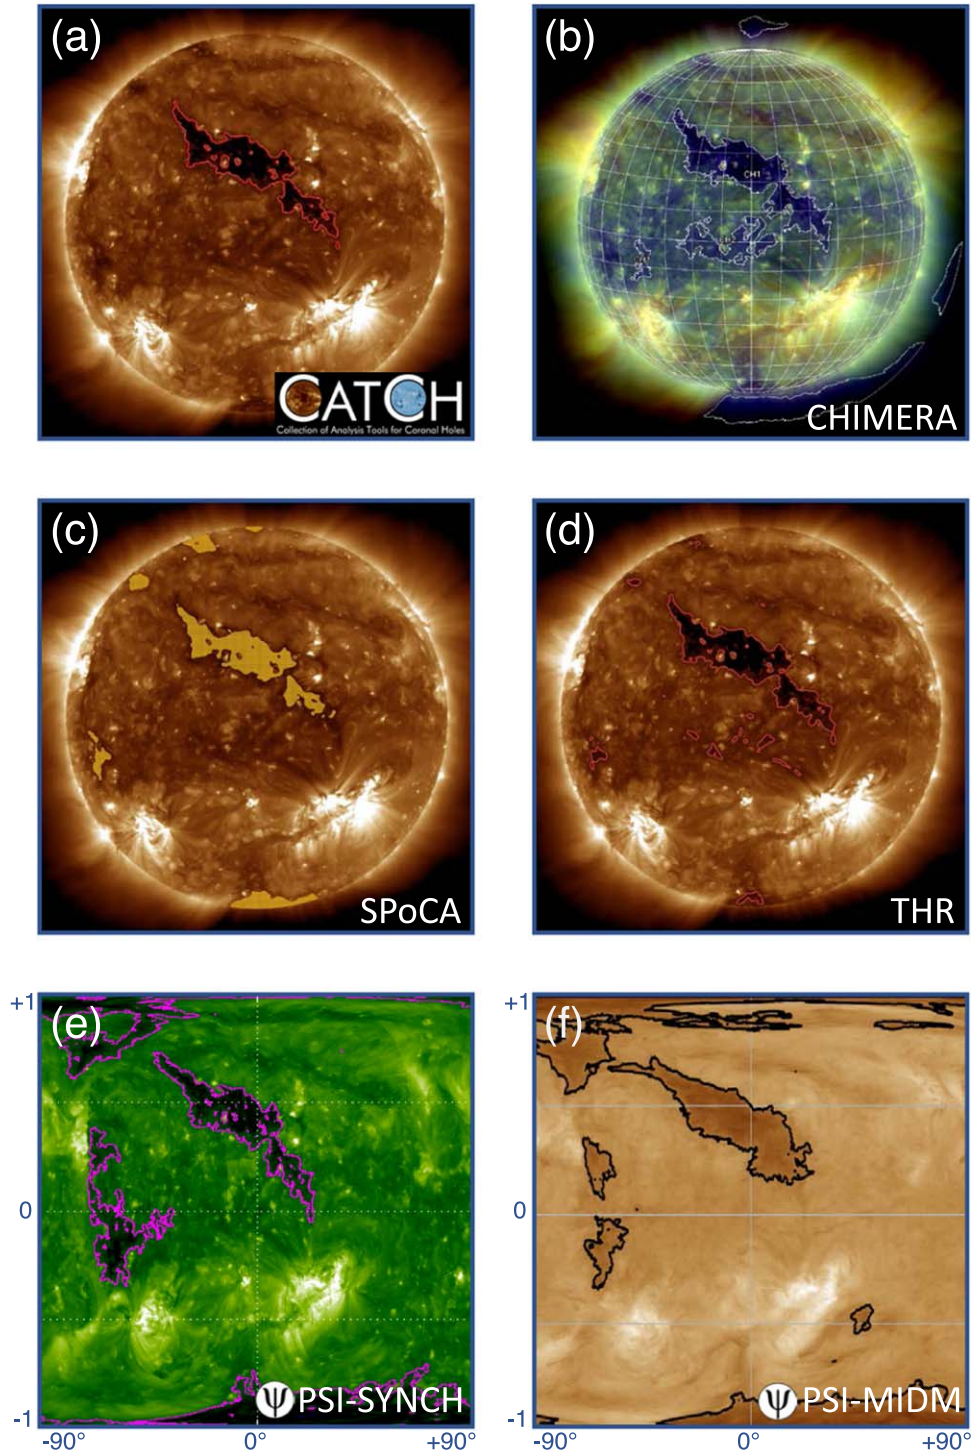 (a)
CATCH
Collection of Analysis Tools for Coronal Holes
(b)
CH1
CHIMERA
(c)
SPoCA
(d)
THR
+1
(e)
0
-1
Ψ PSI-SYNCH
-90°
0°
+90°
+1
(f)
0
-1
Ψ PSI-MIDM
-90°
0°
+90°